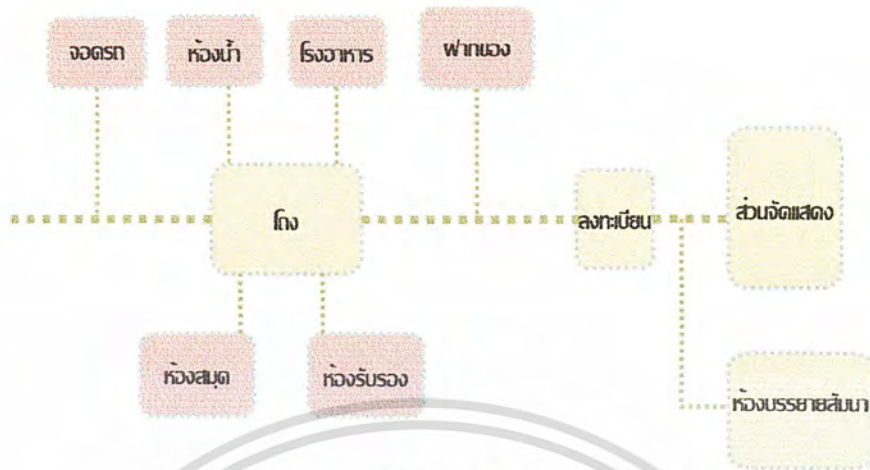 จอดรถ
ห้องน้ำ
โรงอาหาร
ฝากของ
โถง
ลงทะเบียน
ส่วนจัดแสดง
ห้องสมุด
ห้องรับรอง
ห้องบรรยายสัมนา